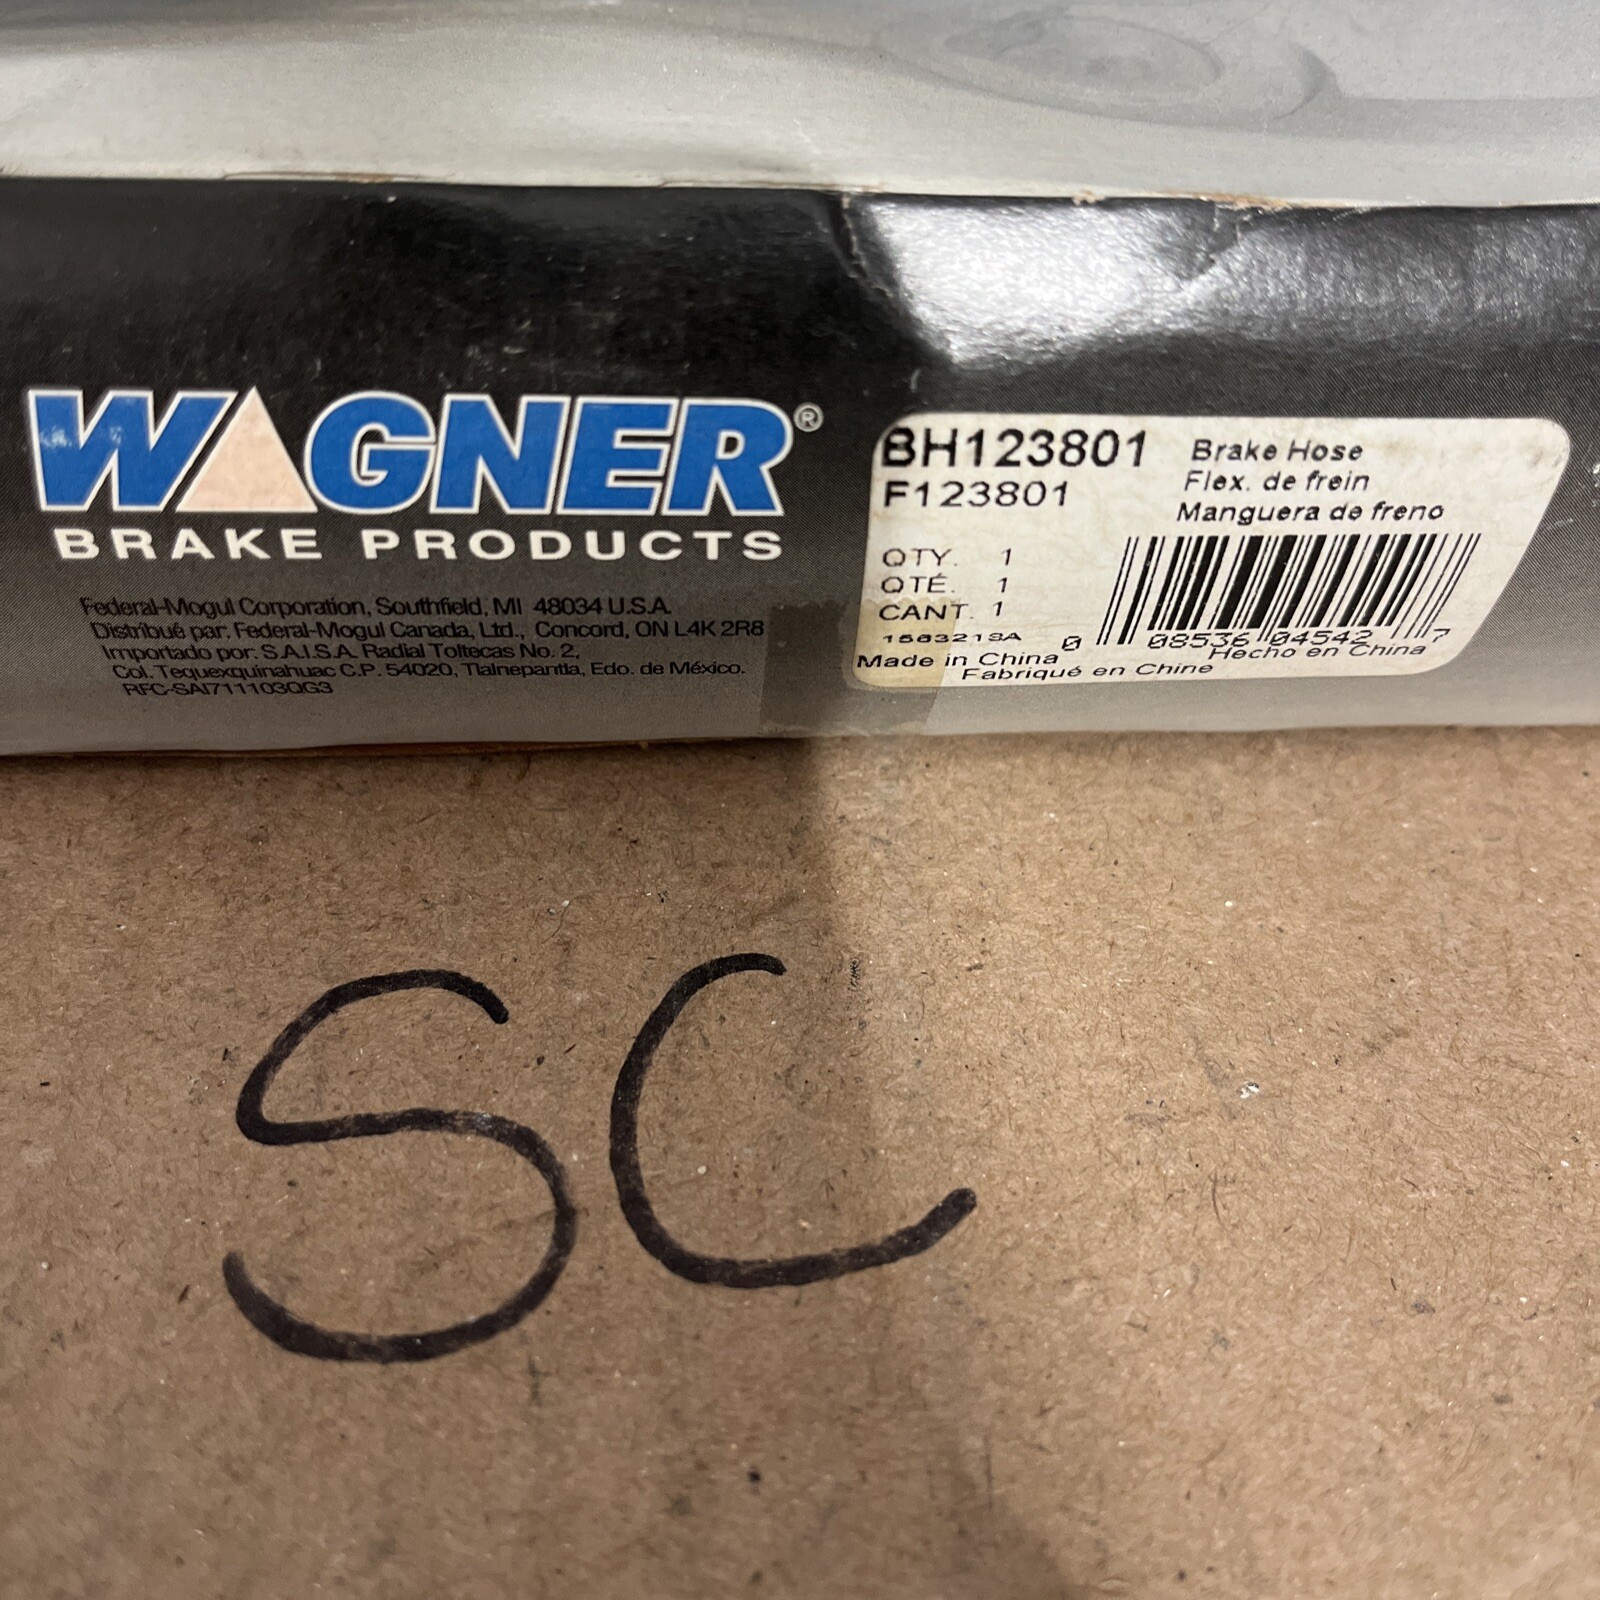 WAGNER®
BRAKE PRODUCTS
Federal-Mogul Corporation, Southfield, MI 48034 U.S.A.
Distribué par: Federal-Mogul Canada, Ltd., Concord, ON L4K 2R8
Importado por: S.A.I.S.A. Radial Toltecas No. 2,
Col. Tequexquinahuac C.P. 54020, Tlalnepantla, Edo. de México.
RFC-SAI711103QG3
BH123801
F123801
Brake Hose
Flex. de frein
Manguera de freno
QTY. 1
QTÉ. 1
CANT. 1
1583213A
0 08536 04542 7
Made in China
Hecho en China
Fabriqué en Chine
SC